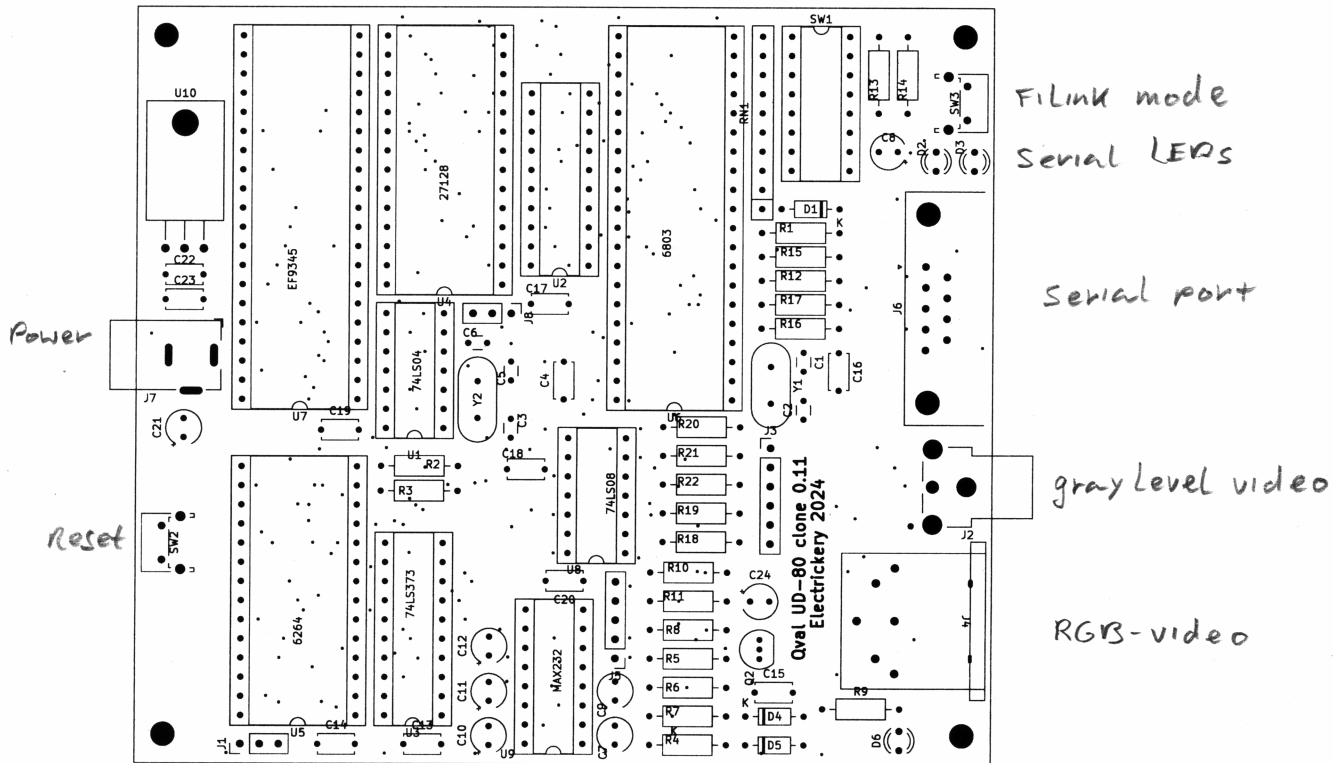 SW1
U10
R13
R14
SW3
RN1
FiLink mode
C8
D2
D3
Serial LEDs
27128
D1
K
R1
EF9345
6803
R15
C22
U2
R12
C23
C17
U4
R17
J8
J6
Serial port
R16
Power
C6
74LS04
C5
C4
C1
C16
Y1
Y2
J7
C2
U7
U6
C21
C19
C3
R20
J3
U1
R2
C18
R21
R3
R22
gray level video
74LS08
R19
Reset
SW2
R18
J2
Qval UD-80 clone 0.11
Electrickery 2024
U8
R10
C20
C24
74LS373
R11
6264
R8
J4
RGB-video
C12
R5
MAX232
J5
Q2
C15
C11
C9
R6
R9
K
R7
D4
C10
K
C7
R4
D5
D6
J1
U5
C14
U3
C13
U9